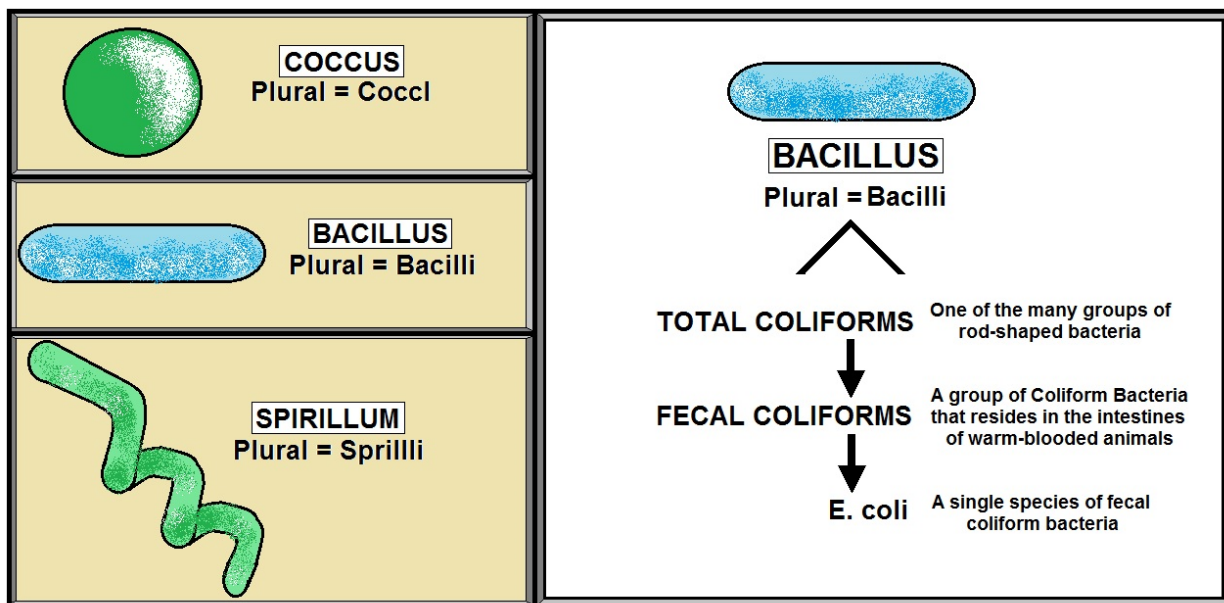 COCCUS
Plural = CoccI
BACILLUS
Plural = Bacilli
SPIRILLUM
Plural = Sprillli
BACILLUS
Plural = Bacilli
TOTAL COLIFORMS
One of the many groups of
rod-shaped bacteria
FECAL COLIFORMS
A group of Coliform Bacteria
that resides in the intestines
of warm-blooded animals
E. coli
A single species of fecal
coliform bacteria